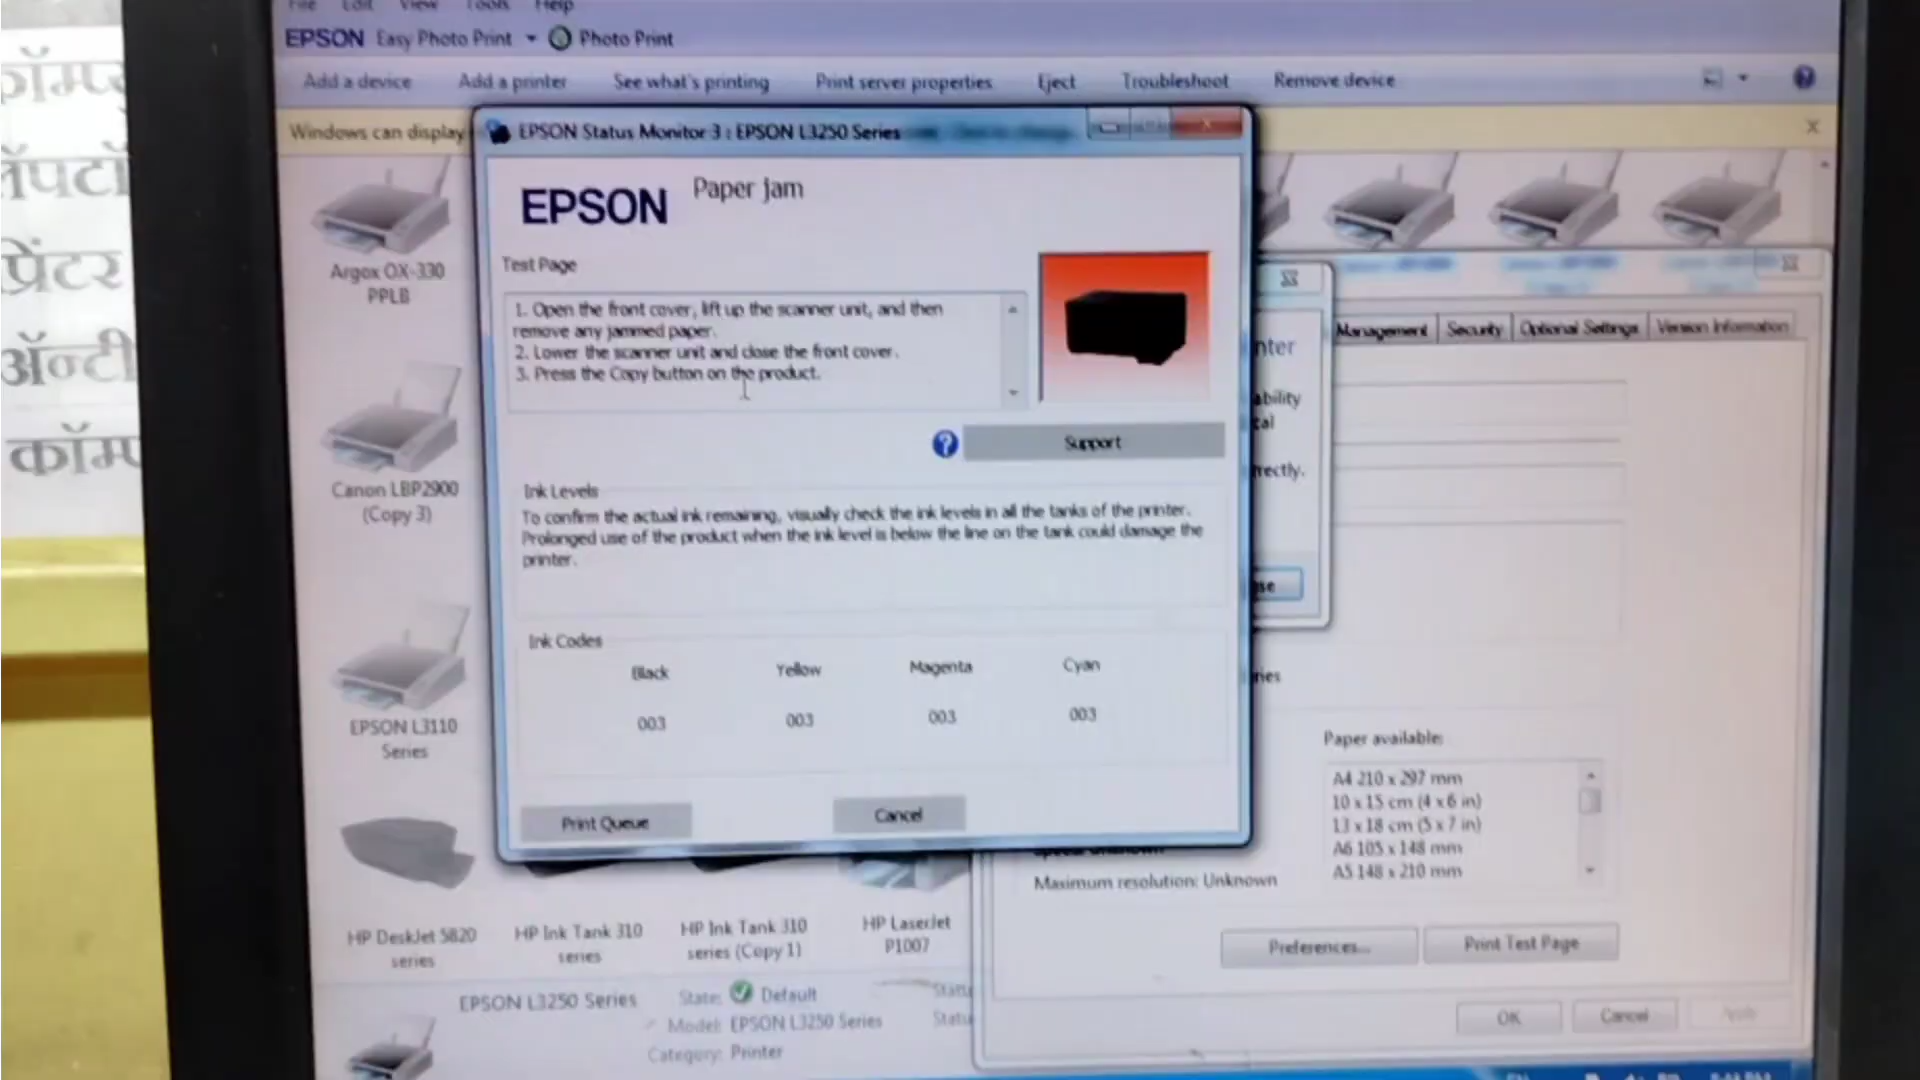 File Edit View Tools Help
EPSON Easy Photo Print Photo Print
Add a device Add a printer See what's printing Print server properties Eject Troubleshoot Remove device
Windows can display
EPSON Status Monitor 3 : EPSON L3250 Series
EPSON
Paper jam
Test Page
1. Open the front cover, lift up the scanner unit, and then
remove any jammed paper.
2. Lower the scanner unit and close the front cover.
3. Press the Copy button on the product.
Support
Ink Levels
To confirm the actual ink remaining, visually check the ink levels in all the tanks of the printer.
Prolonged use of the product when the ink level is below the line on the tank could damage the
printer.
Ink Codes
Black Yellow Magenta Cyan
003 003 003 003
Print Queue Cancel
Argox OX-330
PPLB
Canon LBP2900
(Copy 3)
EPSON L3110
Series
HP DeskJet 5820
series
HP Ink Tank 310
series
HP Ink Tank 310
series (Copy 1)
HP LaserJet
P1007
Management Security Optional Settings Version Information
Maximum resolution: Unknown
Paper available:
A4 210 x 297 mm
10 x 15 cm (4 x 6 in)
13 x 18 cm (5 x 7 in)
A6 105 x 148 mm
A5 148 x 210 mm
Preferences... Print Test Page
OK Cancel Apply
EPSON L3250 Series State: Default
Model: EPSON L3250 Series
Category: Printer
प्रिंटर